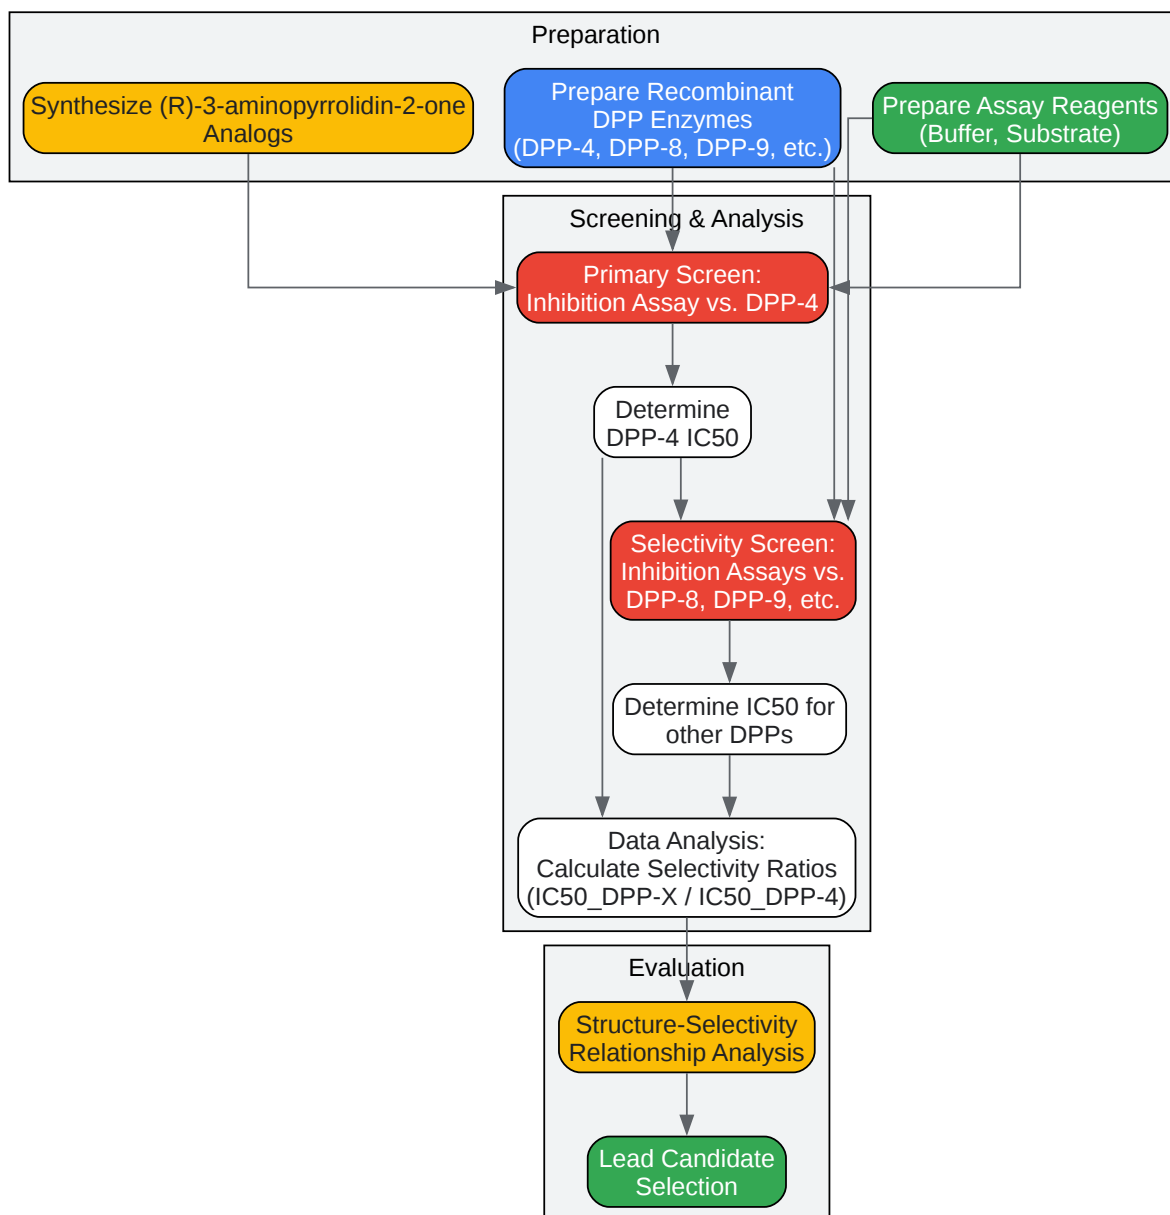 Preparation
Synthesize (R)-3-aminopyrrolidin-2-one
Analogs
Prepare Recombinant
DPP Enzymes
(DPP-4, DPP-8, DPP-9, etc.)
Prepare Assay Reagents
(Buffer, Substrate)
Screening & Analysis
Primary Screen:
Inhibition Assay vs. DPP-4
Determine
DPP-4 IC50
Selectivity Screen:
Inhibition Assays vs.
DPP-8, DPP-9, etc.
Determine IC50 for
other DPPs
Data Analysis:
Calculate Selectivity Ratios
(IC50_DPP-X / IC50_DPP-4)
Evaluation
Structure-Selectivity
Relationship Analysis
Lead Candidate
Selection